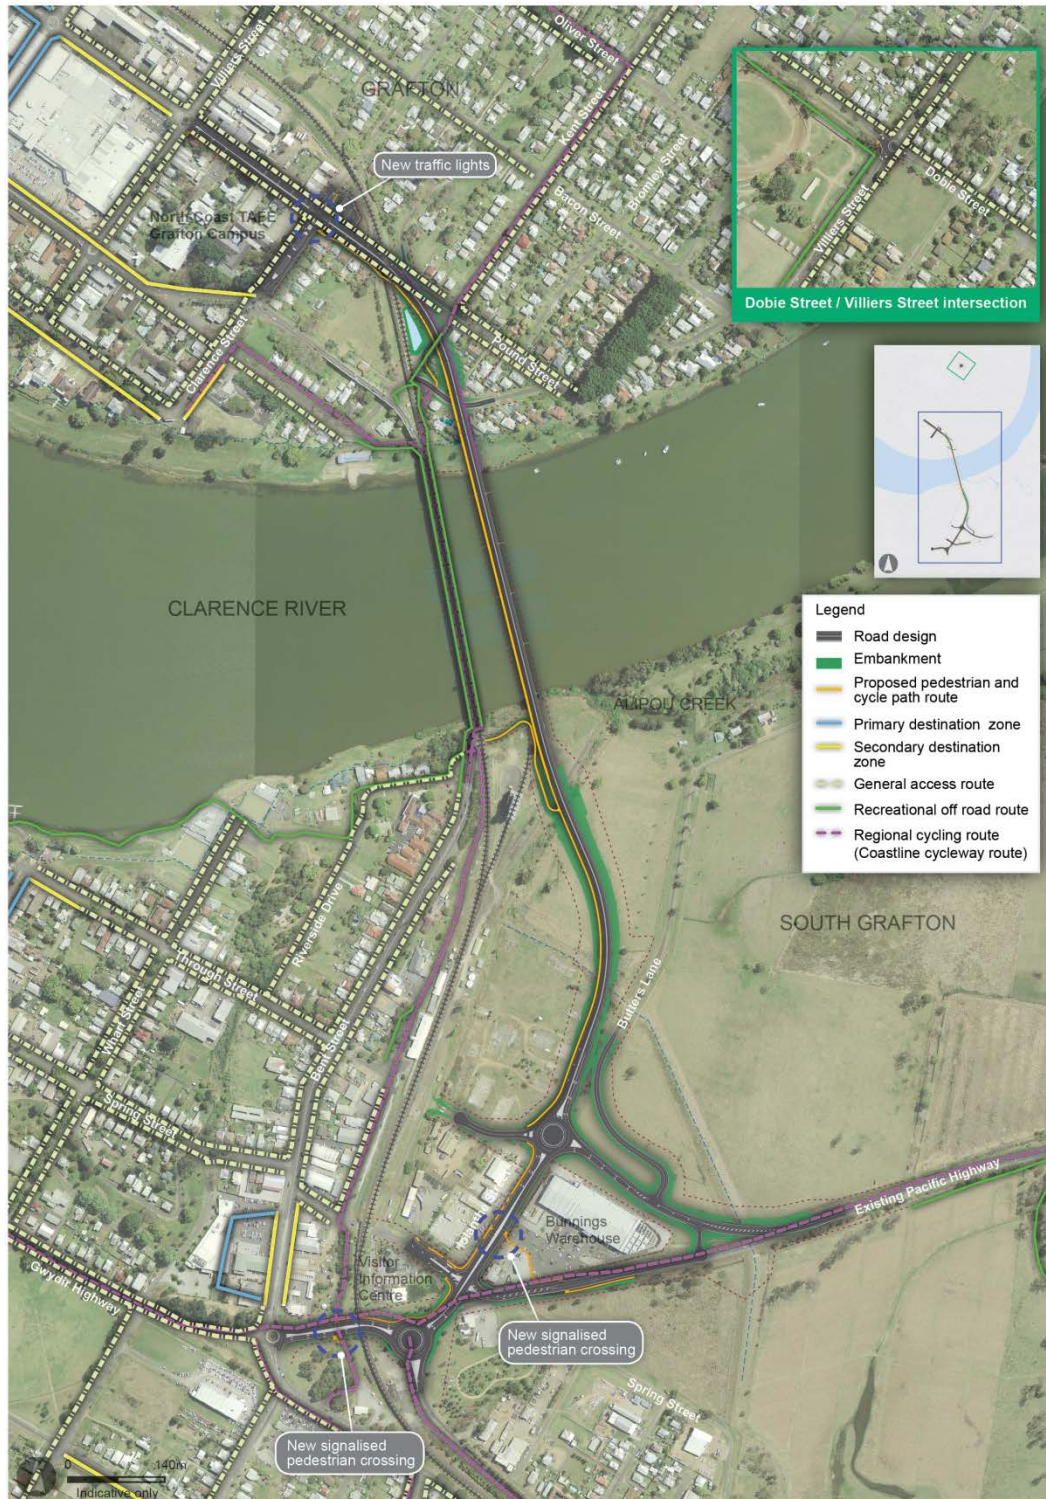 Oliver Street
Villiers Street
GRAFTON
Kent Street
New traffic lights
Bromley Street
Bacon Street
North Coast TAFE
Grafton Campus
Dobie Street
Villiers Street
Dobie Street / Villiers Street intersection
Clarence Street
Pound Street
CLARENCE RIVER
Legend
Road design
Embankment
Proposed pedestrian and
cycle path route
Primary destination zone
Secondary destination
zone
General access route
Recreational off road route
Regional cycling route
(Coastline cycleway route)
ALIPOU CREEK
SOUTH GRAFTON
Riverside Drive
Through Street
Wharf Street
Bent Street
Butters Lane
Spring Street
Existing Pacific Highway
Bunnings
Warehouse
Visitor
Information
Centre
Gwydir Highway
New signalised
pedestrian crossing
Spring Street
New signalised
pedestrian crossing
0 140m
Indicative only